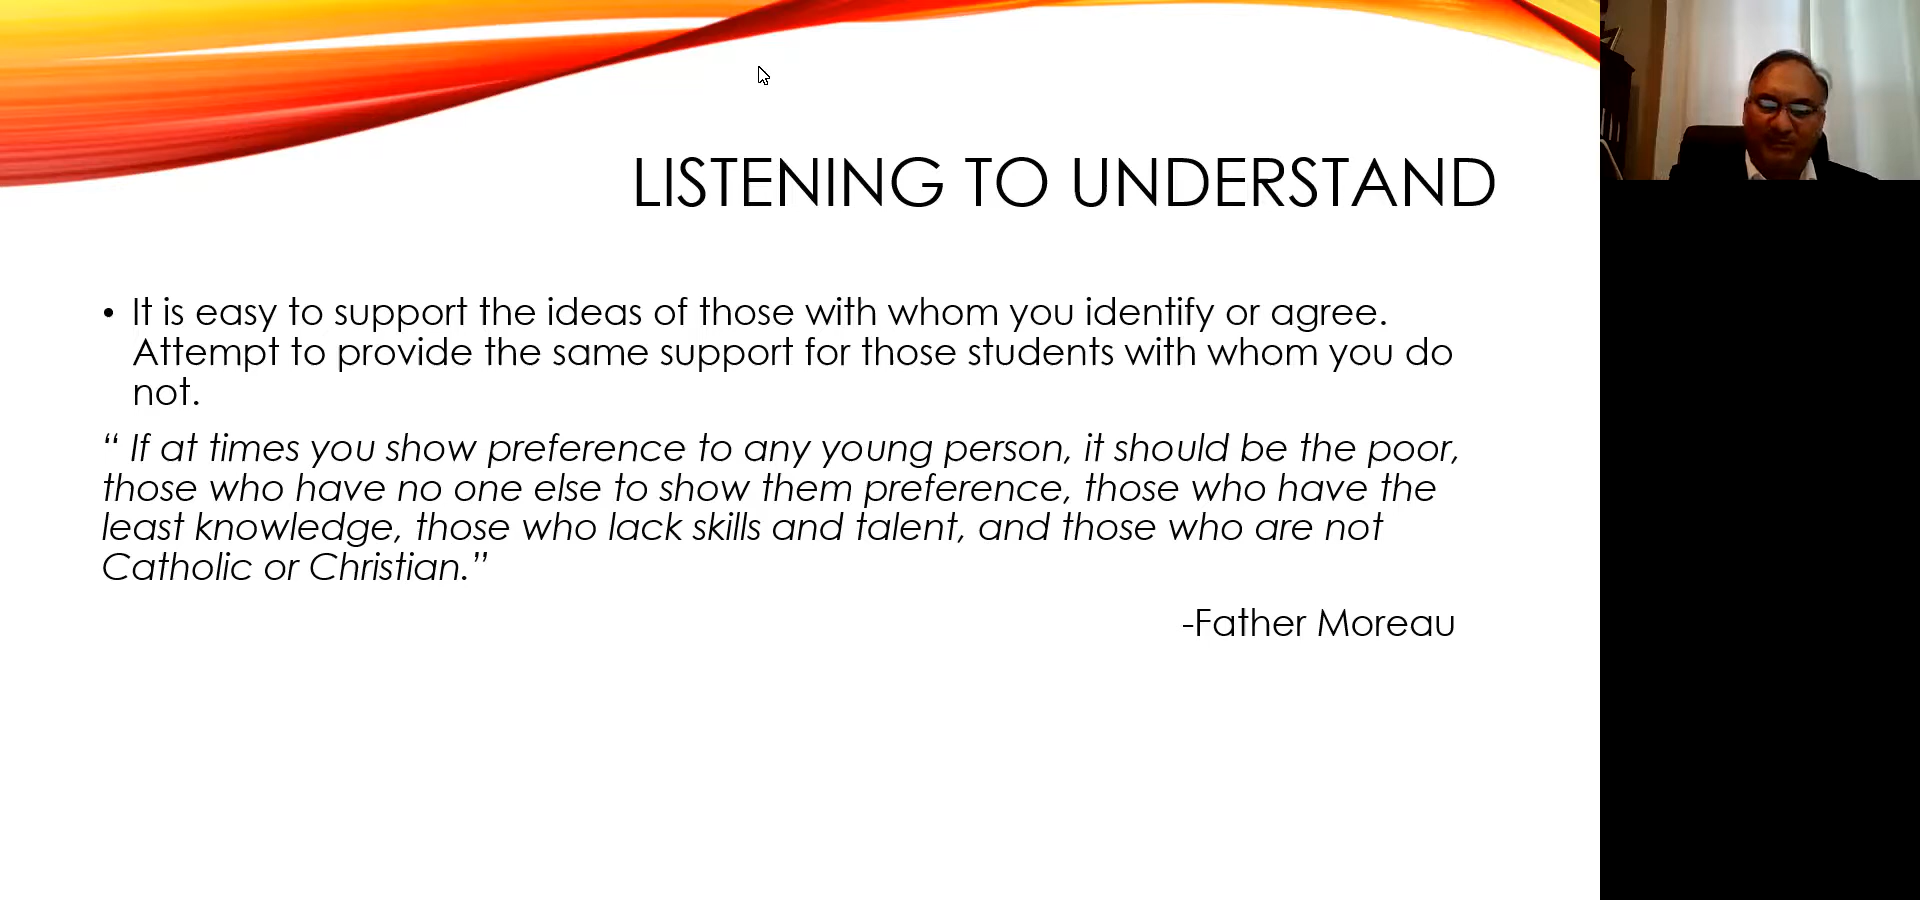 LISTENING TO UNDERSTAND
• It is easy to support the ideas of those with whom you identify or agree.
Attempt to provide the same support for those students with whom you do
not.
“ If at times you show preference to any young person, it should be the poor,
those who have no one else to show them preference, those who have the
least knowledge, those who lack skills and talent, and those who are not
Catholic or Christian.”
-Father Moreau